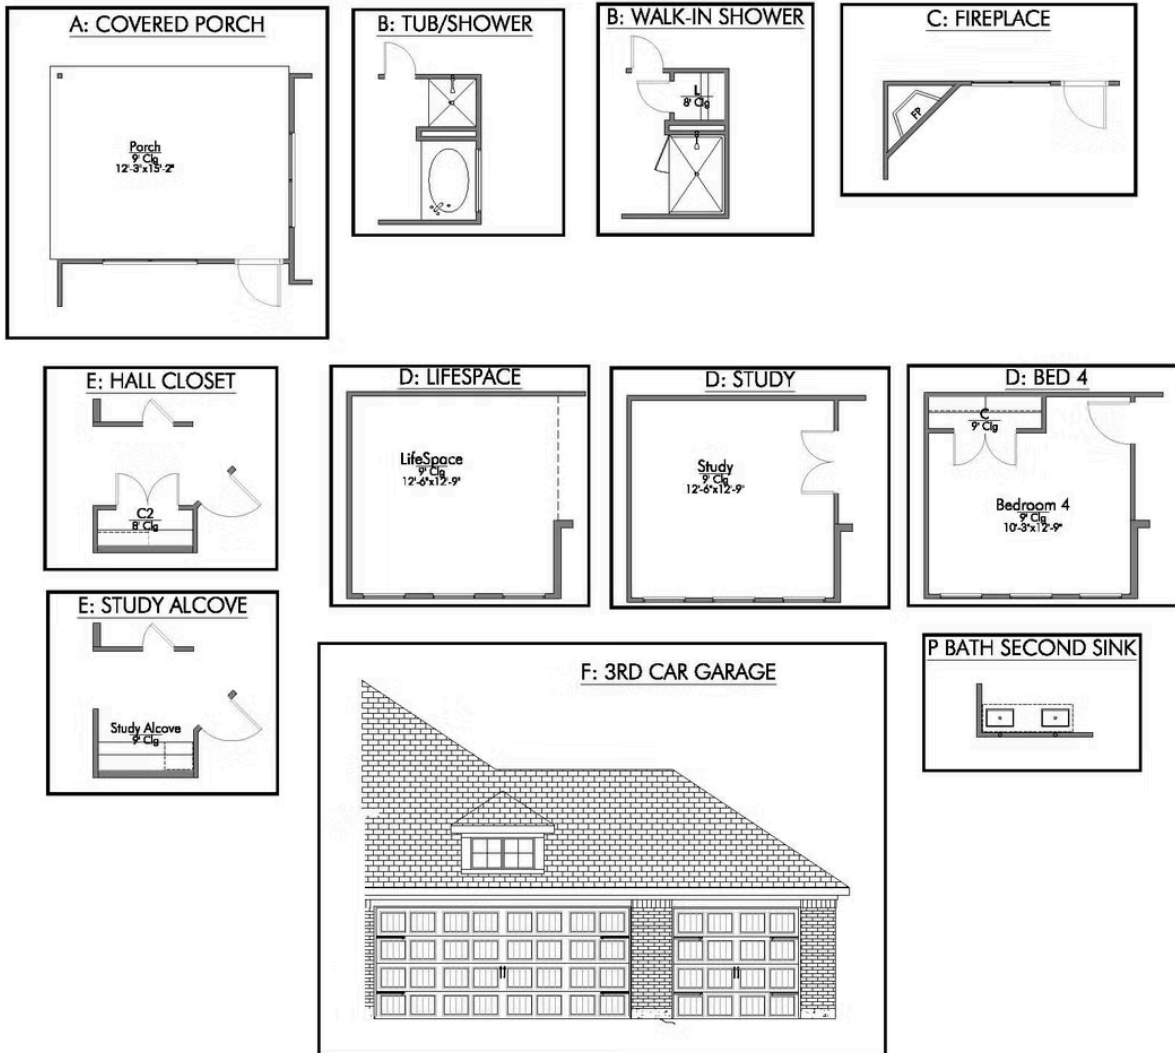 A: COVERED PORCH
Porch
9' Clg
12'-3"x15'-2"
B: TUB/SHOWER
B: WALK-IN SHOWER
L
8' Clg
C: FIREPLACE
FP
E: HALL CLOSET
C2
8' Clg
D: LIFESPACE
LifeSpace
9' Clg
12'-6"x12'-9"
D: STUDY
Study
9' Clg
12'-6"x12'-9"
D: BED 4
C
9' Clg
Bedroom 4
9' Clg
10'-3"x12'-9"
E: STUDY ALCOVE
Study Alcove
9' Clg
F: 3RD CAR GARAGE
P BATH SECOND SINK